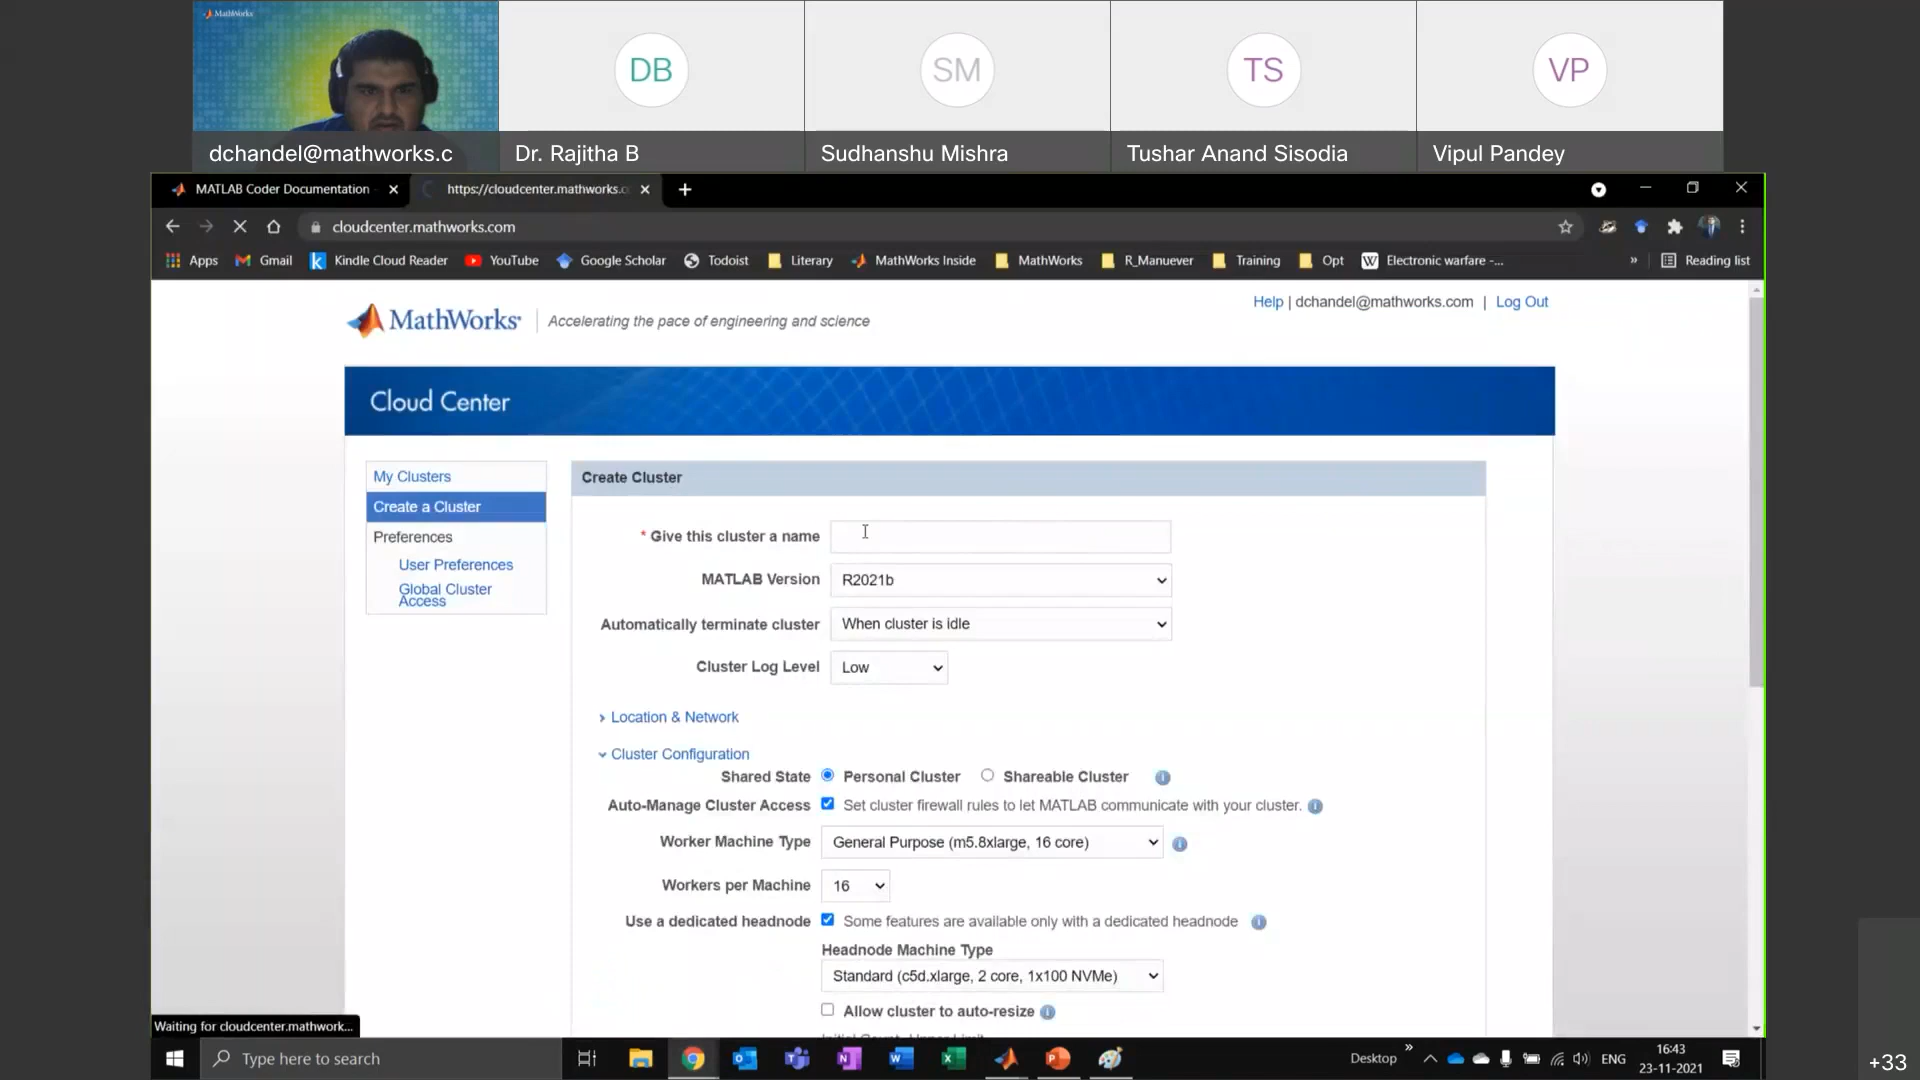 MathWorks
DB
SM
TS
VP
dchandel@mathworks.c
Dr. Rajitha B
Sudhanshu Mishra
Tushar Anand Sisodia
Vipul Pandey
MATLAB Coder Documentation
https://cloudcenter.mathworks.c
cloudcenter.mathworks.com
Apps
Gmail
Kindle Cloud Reader
YouTube
Google Scholar
Todoist
Literary
MathWorks Inside
MathWorks
R_Manuever
Training
Opt
Electronic warfare -...
»
Reading list
MathWorks®
Accelerating the pace of engineering and science
Help | dchandel@mathworks.com | Log Out
Cloud Center
My Clusters
Create a Cluster
Preferences
User Preferences
Global Cluster
Access
Create Cluster
* Give this cluster a name
MATLAB Version R2021b
Automatically terminate cluster When cluster is idle
Cluster Log Level Low
Location & Network
Cluster Configuration
Shared State Personal Cluster Shareable Cluster
Auto-Manage Cluster Access Set cluster firewall rules to let MATLAB communicate with your cluster.
Worker Machine Type General Purpose (m5.8xlarge, 16 core)
Workers per Machine 16
Use a dedicated headnode Some features are available only with a dedicated headnode
Headnode Machine Type
Standard (c5d.xlarge, 2 core, 1x100 NVMe)
Allow cluster to auto-resize
Waiting for cloudcenter.mathwork...
Type here to search
Desktop
»
ENG
16:43
23-11-2021
+33